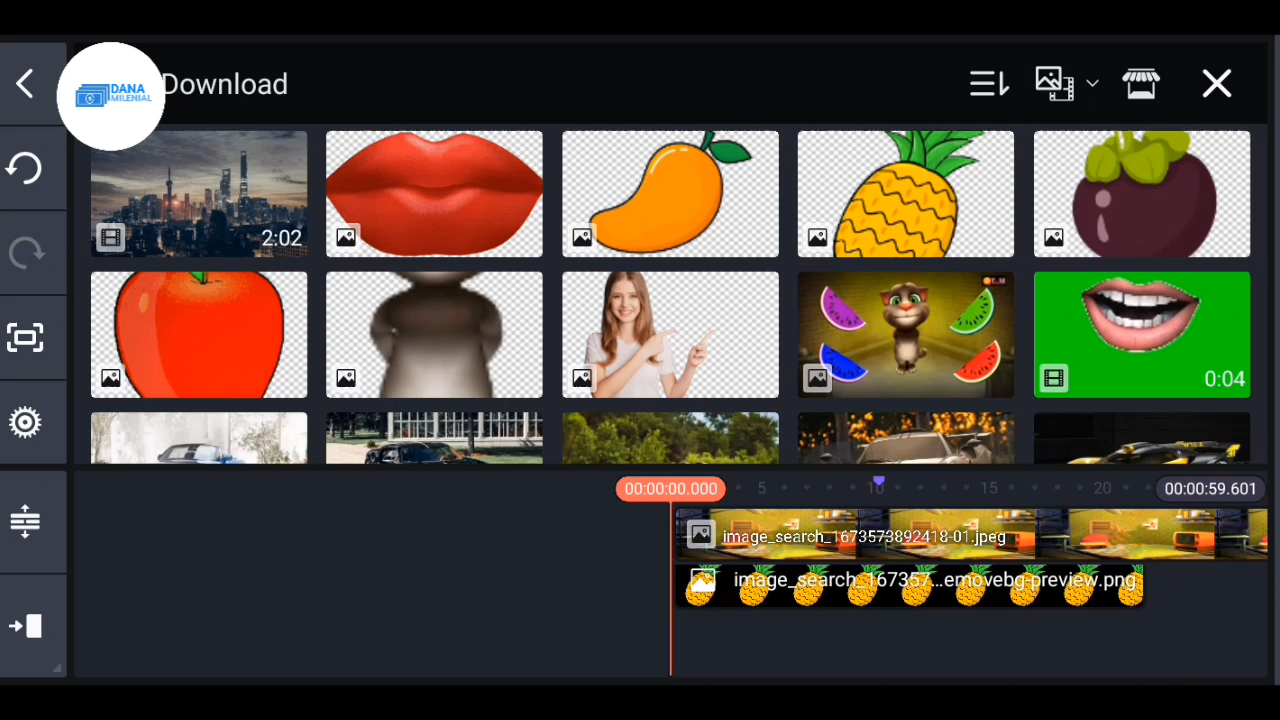 DANA
MILENIAL
Download
2:02
0:04
00:00:00.000 5 10 15 20 00:00:59.601
image_search_1673573892418-01.jpeg
image_search_167357...emovebg-preview.png